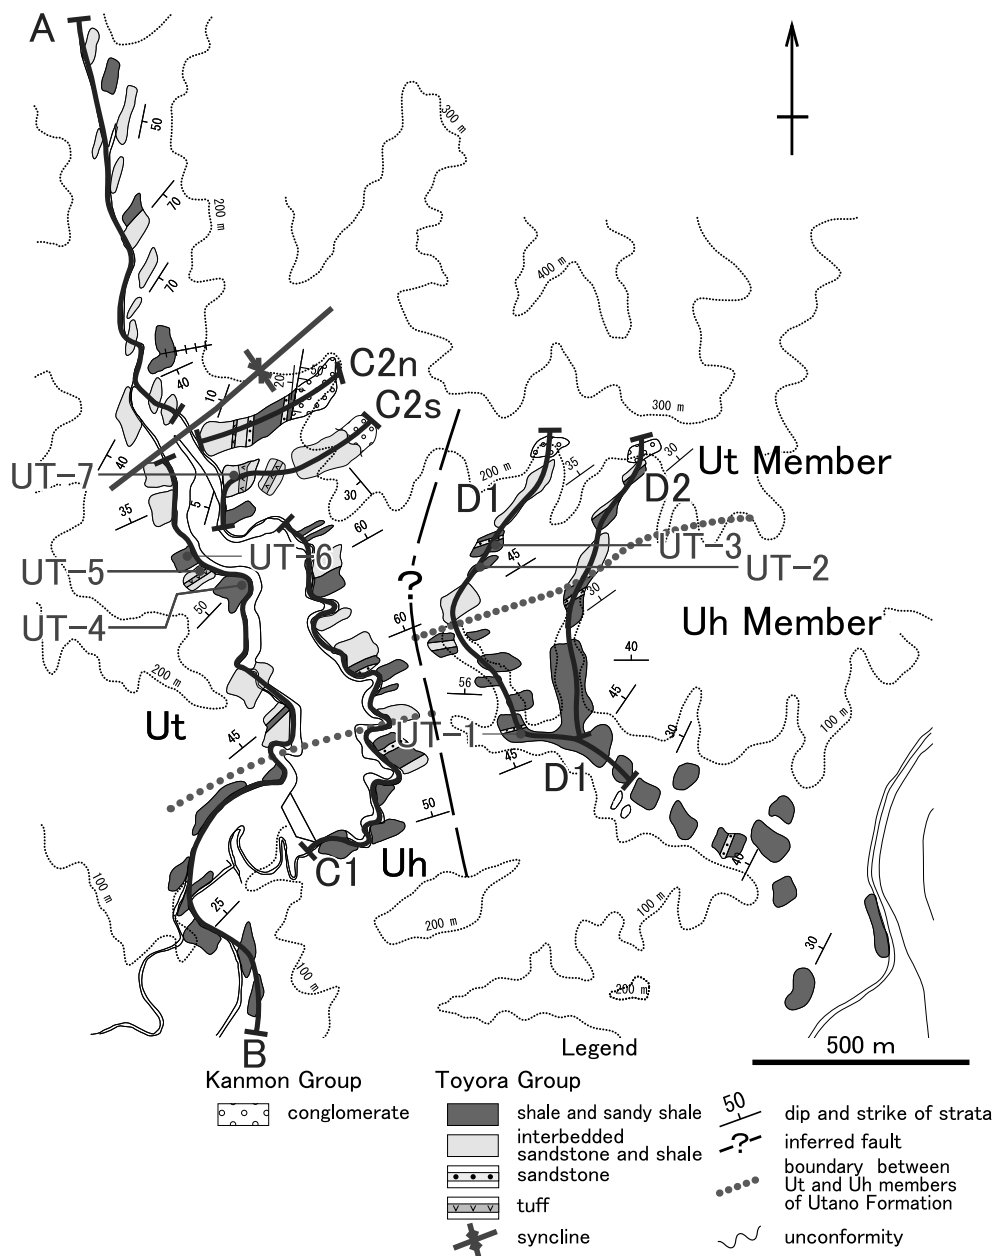 A
300 m
50
70
200 m
400 m
70
40
10
20
50
C2n
300 m
C2s
40
UT-7
200 m
35
30
Ut Member
D1
D2
30
35
5
60
UT-3
UT-6
45
UT-5
UT-2
?
30
50
UT-4
60
Uh Member
40
200 m
56
45
Ut
100 m
45
UT-1
30
45
D1
50
C1
Uh
40
100 m
25
200 m
100 m
30
100 m
200 m
B
Legend
500 m
Kanmon Group
Toyora Group
conglomerate
shale and sandy shale
50
dip and strike of strata
interbedded
sandstone and shale
?
inferred fault
sandstone
boundary between
Ut and Uh members
of Utano Formation
tuff
syncline
unconformity